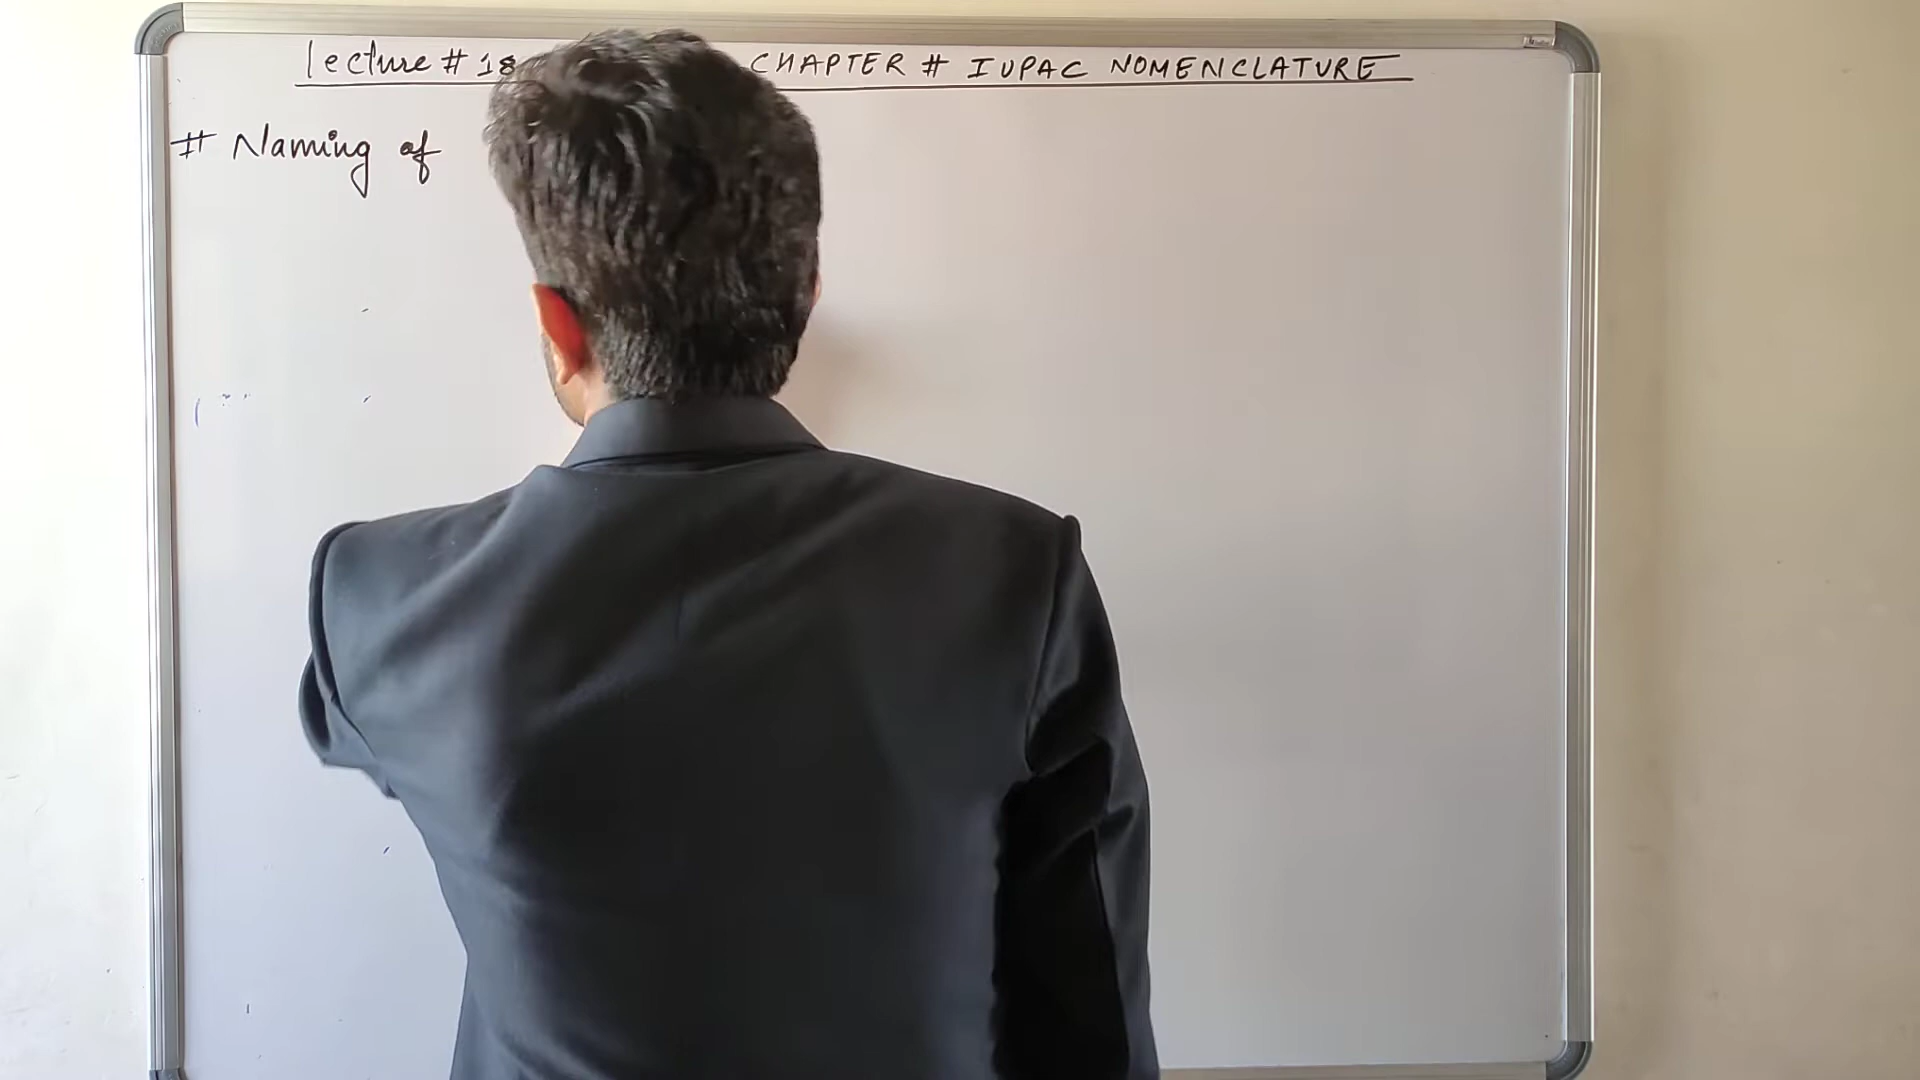 Lecture # 18 CHAPTER # IUPAC NOMENCLATURE
# Naming of